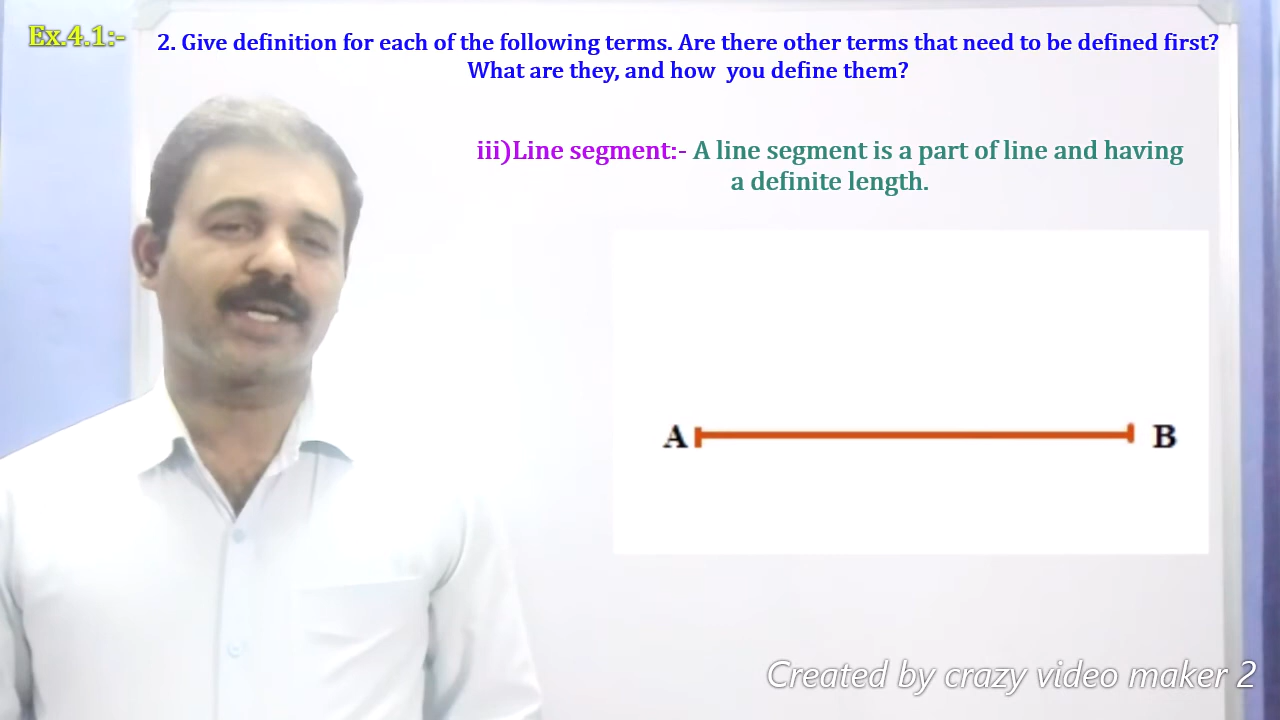 Ex.4.1:-
2. Give definition for each of the following terms. Are there other terms that need to be defined first?
What are they, and how you define them?
iii)Line segment:- A line segment is a part of line and having
a definite length.
A B
Created by crazy video maker 2